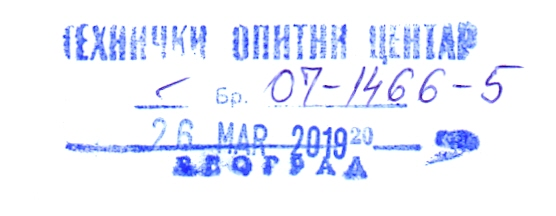 ТЕХНИЧКИ ОПИТНИ ЦЕНТАР
Бр. 07-1466-5
26 MAR 2019 20
БЕОГРАД